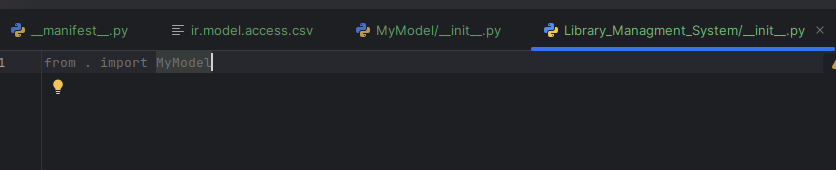 __manifest__.py ir.model.access.csv MyModel/__init__.py Library_Managment_System/__init__.py
1 from . import MyModel